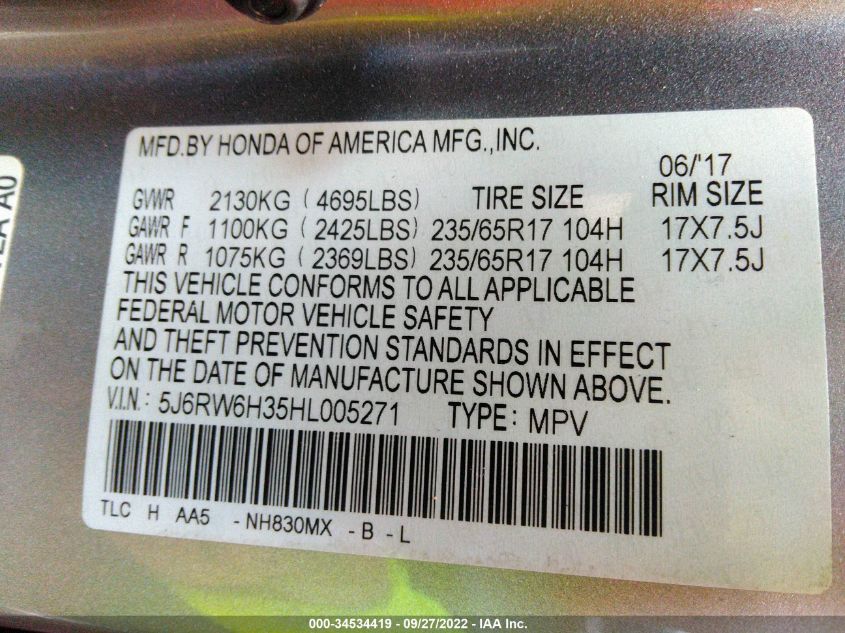 MFD.BY HONDA OF AMERICA MFG.,INC.
06/'17
GVWR 2130KG (4695LBS) TIRE SIZE RIM SIZE
GAWR F 1100KG (2425LBS) 235/65R17 104H 17X7.5J
GAWR R 1075KG (2369LBS) 235/65R17 104H 17X7.5J
THIS VEHICLE CONFORMS TO ALL APPLICABLE
FEDERAL MOTOR VEHICLE SAFETY
AND THEFT PREVENTION STANDARDS IN EFFECT
ON THE DATE OF MANUFACTURE SHOWN ABOVE.
V.I.N.: 5J6RW6H35HL005271 TYPE: MPV
TLC H AA5 -NH830MX -B -L
A0
000-34534419 - 09/27/2022 - IAA Inc.